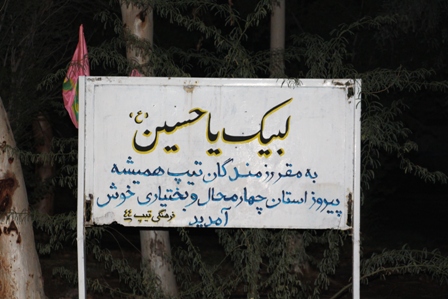 لبیک یا حسین (ع)
به مقر رزمندگان تیپ همیشه
پیروز استان چهارمحال و بختیاری خوش
آمدید
فرهنگی تیپ ۴۴